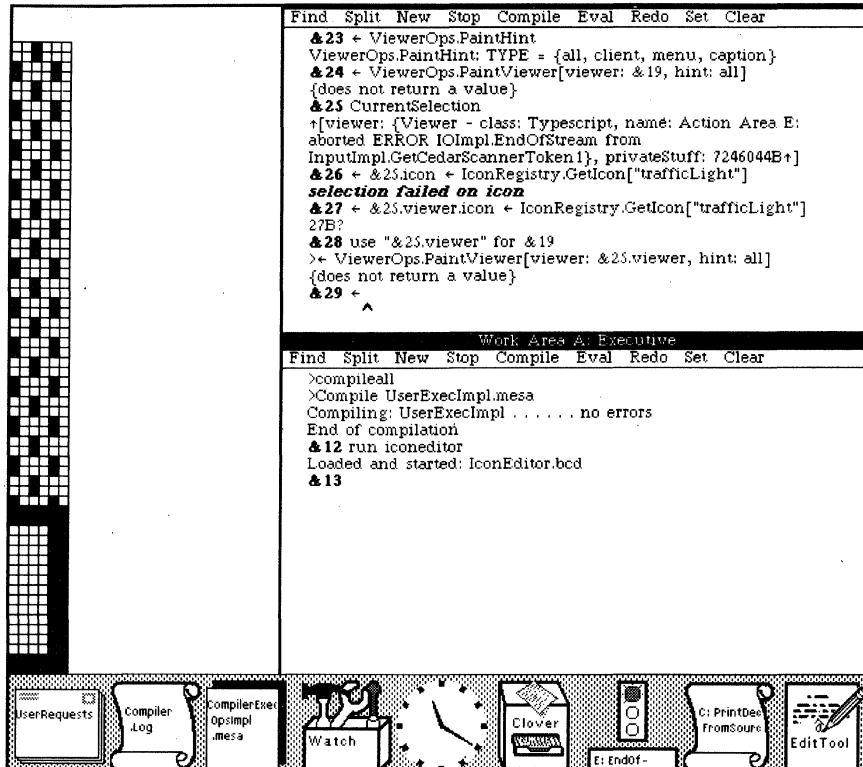 Find Split New Stop Compile Eval Redo Set Clear
&23 ← ViewerOps.PaintHint
ViewerOps.PaintHint: TYPE = {all, client, menu, caption}
&24 ← ViewerOps.PaintViewer[viewer: &19, hint: all]
{does not return a value}
&25 CurrentSelection
↑[viewer: {Viewer - class: Typescript, name: Action Area E:
aborted ERROR IOImpl.EndOfStream from
InputImpl.GetCedarScannerToken1}, privateStuff: 7246044B↑]
&26 ← &25.icon ← IconRegistry.GetIcon["trafficLight"]
selection failed on icon
&27 ← &25.viewer.icon ← IconRegistry.GetIcon["trafficLight"]
27B?
&28 use "&25.viewer" for &19
>← ViewerOps.PaintViewer[viewer: &25.viewer, hint: all]
{does not return a value}
&29 ←
Work Area A: Executive
Find Split New Stop Compile Eval Redo Set Clear
>compileall
>Compile UserExecImpl.mesa
Compiling: UserExecImpl . . . . . . no errors
End of compilation
&12 run iconeditor
Loaded and started: IconEditor.bcd
&13
UserRequests
Compiler
.Log
CompilerExec
OpsImpl
.mesa
Watch
Clover
E: EndOf-
C: PrintDec
FromSourc
EditTool